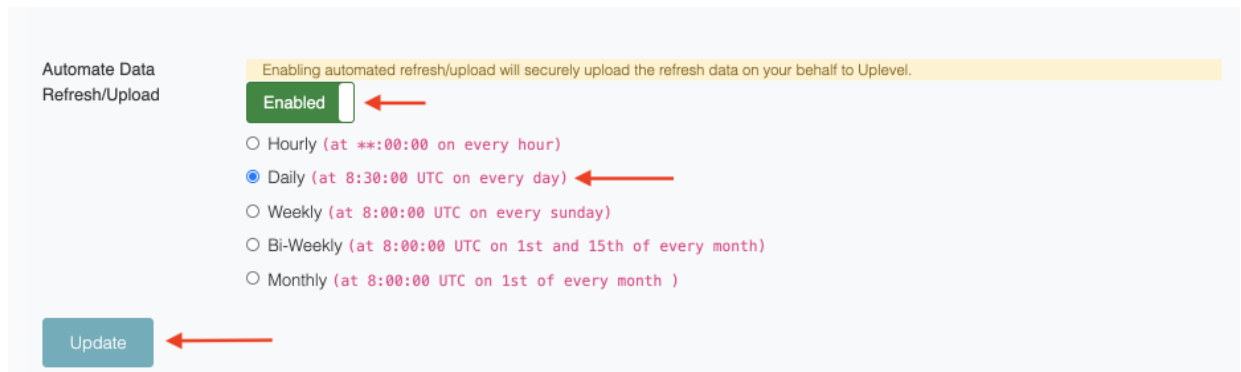 Automate Data
Refresh/Upload
Enabling automated refresh/upload will securely upload the refresh data on your behalf to Uplevel.
Enabled
Hourly (at **:00:00 on every hour)
Daily (at 8:30:00 UTC on every day)
Weekly (at 8:00:00 UTC on every sunday)
Bi-Weekly (at 8:00:00 UTC on 1st and 15th of every month)
Monthly (at 8:00:00 UTC on 1st of every month )
Update